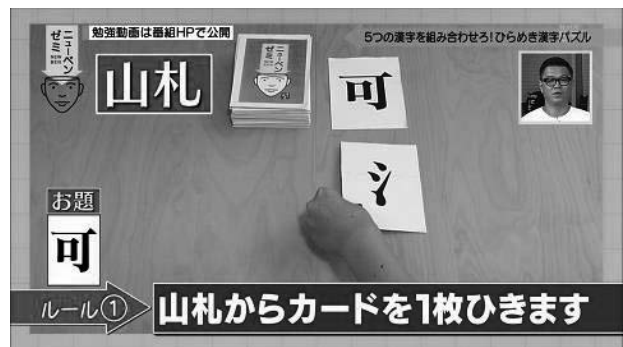 勉強動画は番組HPで公開
5つの漢字を組み合わせろ!ひらめき漢字パズル
ニューペンゼミ
山札
ニューペンゼミ
可
氵
お題
可
ルール①
山札からカードを1枚ひきます